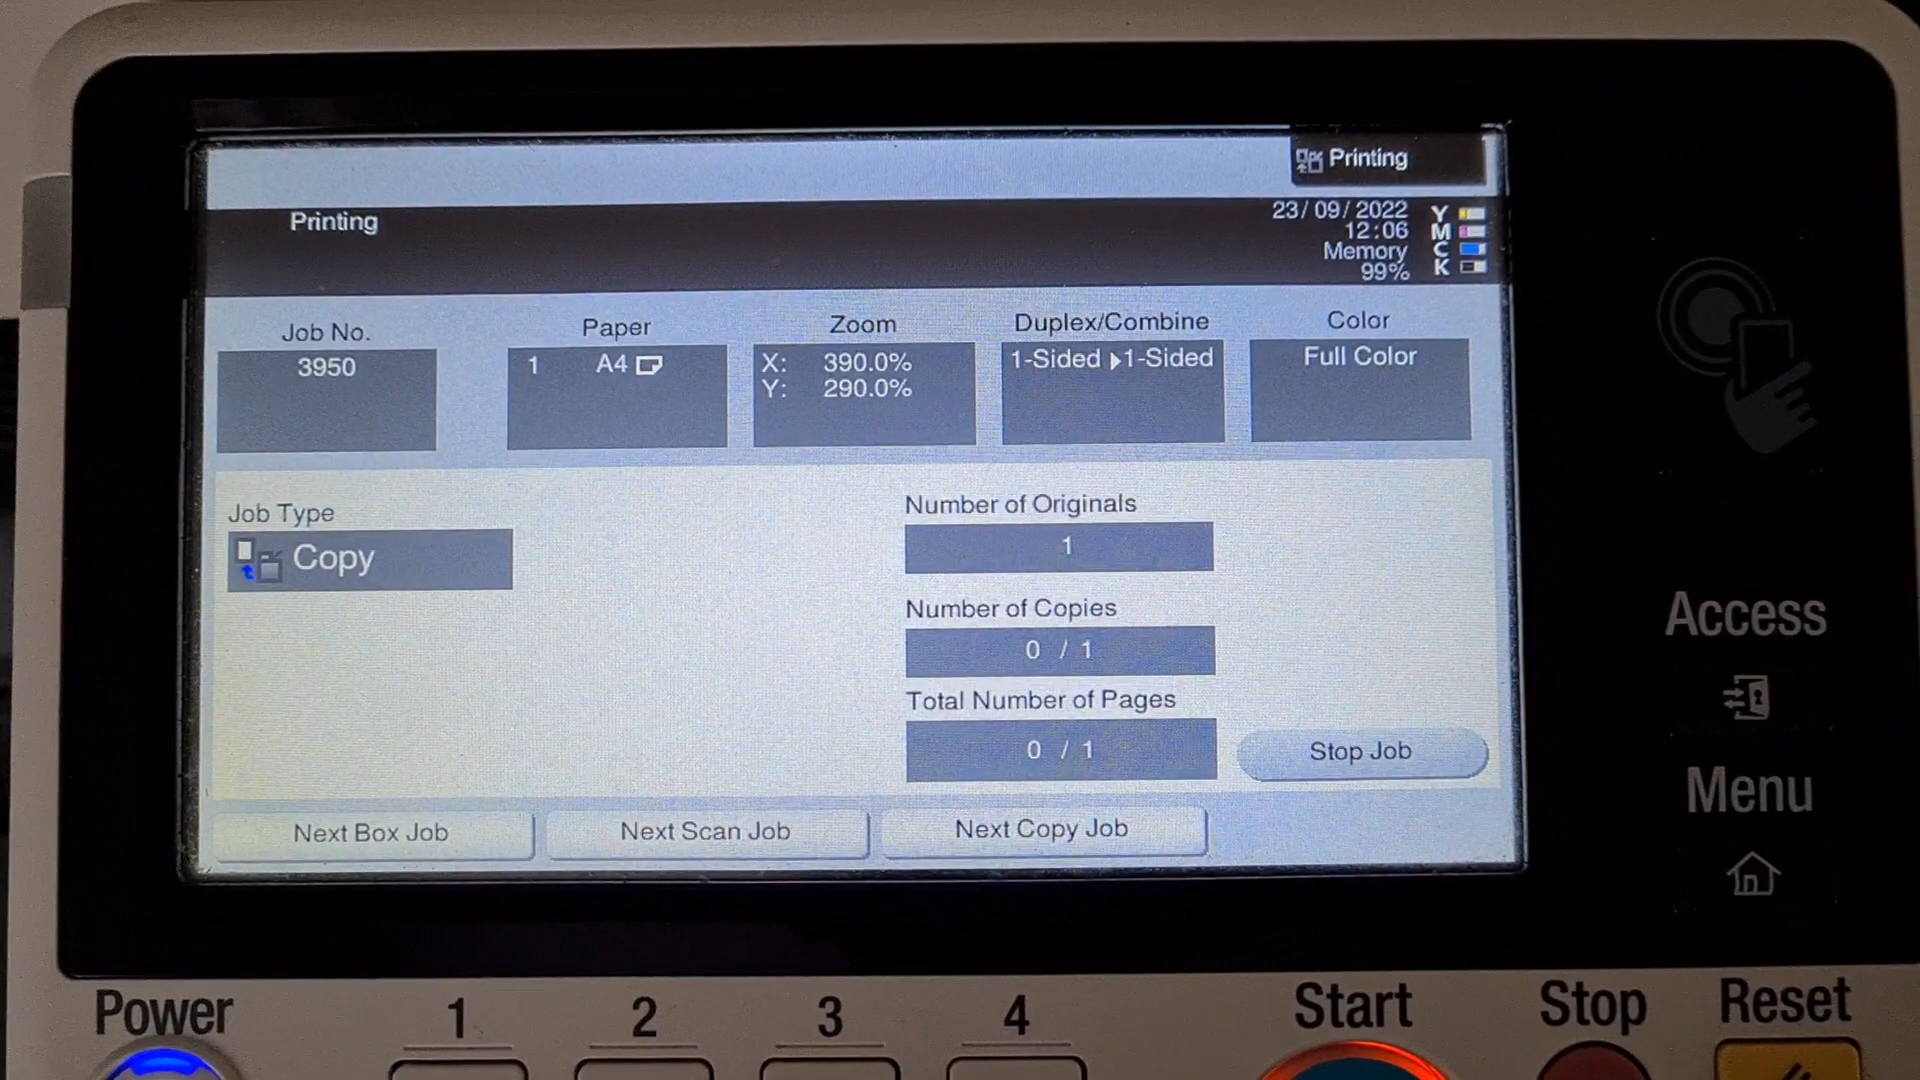 Printing
Printing
23/09/2022
12:06
Memory
99%
Y
M
C
K
Job No.
3950
Paper
1 A4
Zoom
X: 390.0%
Y: 290.0%
Duplex/Combine
1-Sided 1-Sided
Color
Full Color
Job Type
Copy
Number of Originals
1
Number of Copies
0 / 1
Total Number of Pages
0 / 1
Stop Job
Next Box Job
Next Scan Job
Next Copy Job
Access
Menu
Power
1
2
3
4
Start
Stop
Reset